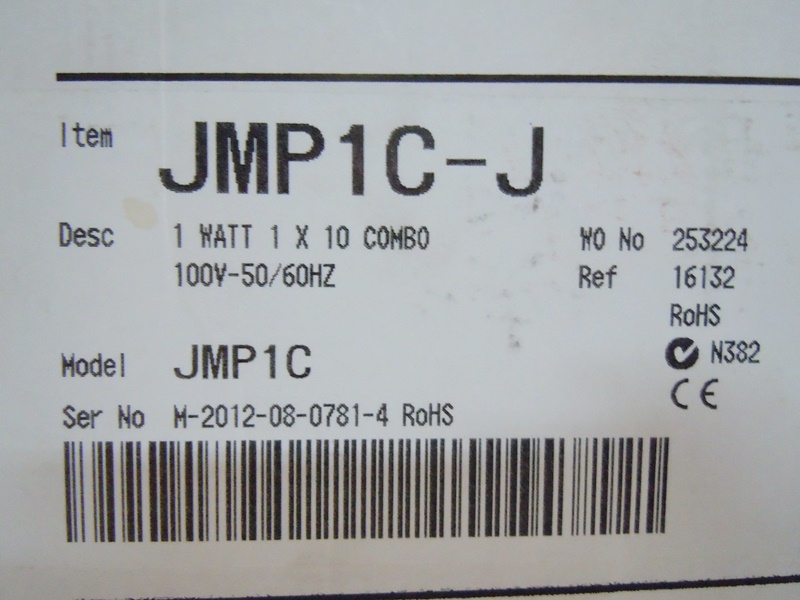 Item JMP1C-J
Desc 1 WATT 1 X 10 COMBO WO No 253224
100V-50/60HZ Ref 16132
RoHS
N382
Model JMP1C
CE
Ser No M-2012-08-0781-4 RoHS